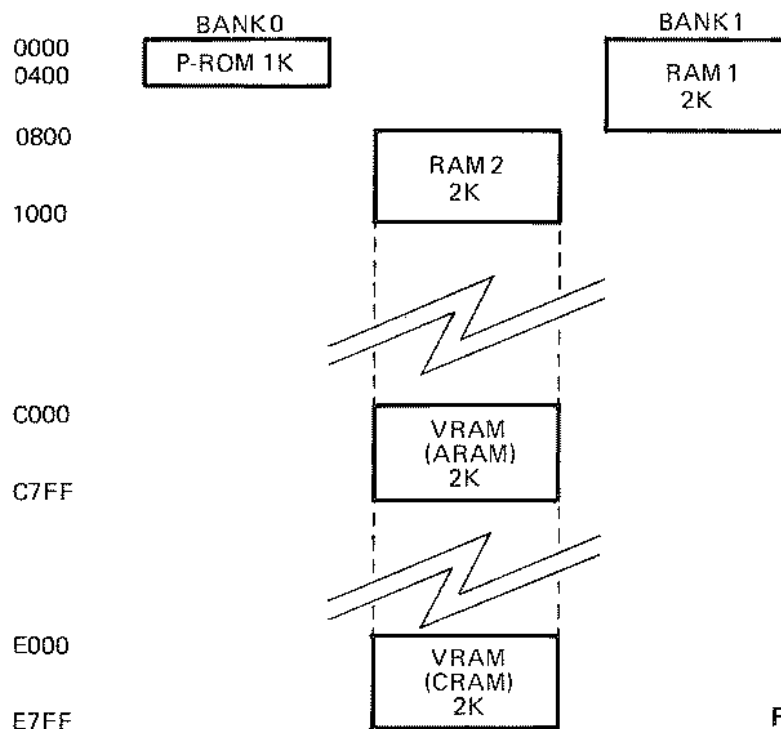 BANK0
BANK1
0000
0400
P-ROM 1K
RAM 1
2K
0800
RAM 2
2K
1000
C000
VRAM
(ARAM)
2K
C7FF
E000
VRAM
(CRAM)
2K
E7FF